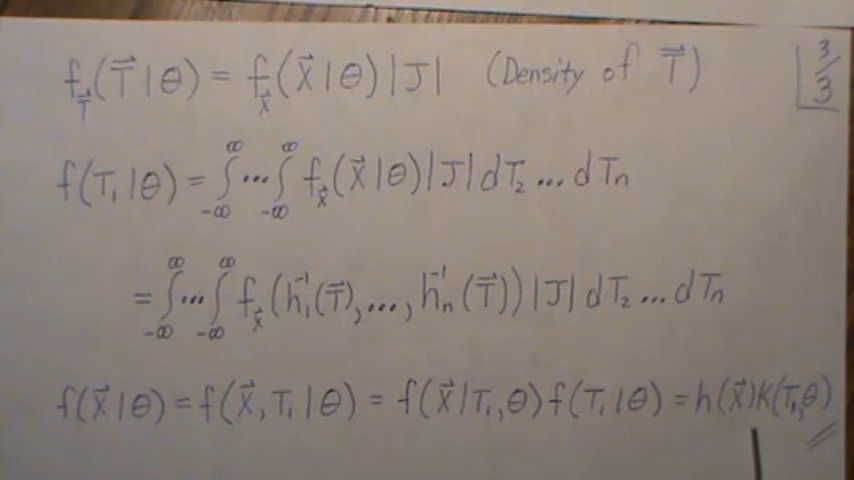 f_T⃗(T⃗|θ) = f_X⃗(X⃗|θ)|J| (Density of T⃗)
3/3
f(T₁|θ) = ∫_{-∞}^{∞} ... ∫_{-∞}^{∞} f_X⃗(X⃗|θ)|J| dT₂ ... dTn
= ∫_{-∞}^{∞} ... ∫_{-∞}^{∞} f_X⃗(h₁⁻¹(T⃗), ..., hn⁻¹(T⃗))|J| dT₂ ... dTn
f(X⃗|θ) = f(X⃗, T₁|θ) = f(X⃗|T₁,θ) f(T₁|θ) = h(X⃗)K(T₁,θ)